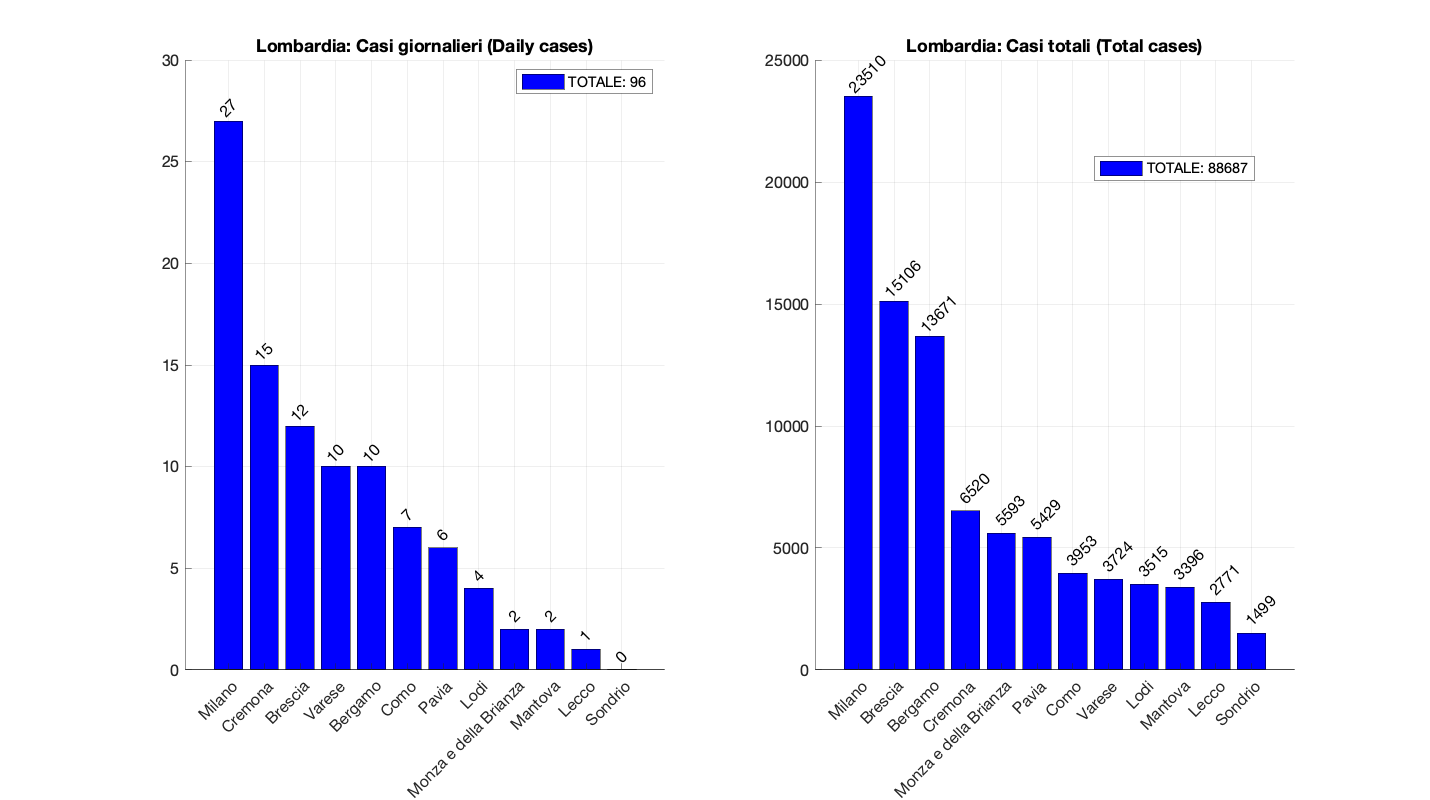 Lombardia: Casi giornalieri (Daily cases)
TOTALE: 96
30
25
20
15
10
5
0
27
15
12
10
10
7
6
4
2
2
1
0
Milano
Cremona
Brescia
Varese
Bergamo
Como
Pavia
Lodi
Monza e della Brianza
Mantova
Lecco
Sondrio
Lombardia: Casi totali (Total cases)
TOTALE: 88687
25000
20000
15000
10000
5000
0
23510
15106
13671
6520
5593
5429
3953
3724
3515
3396
2771
1499
Milano
Brescia
Bergamo
Cremona
Monza e della Brianza
Pavia
Como
Varese
Lodi
Mantova
Lecco
Sondrio